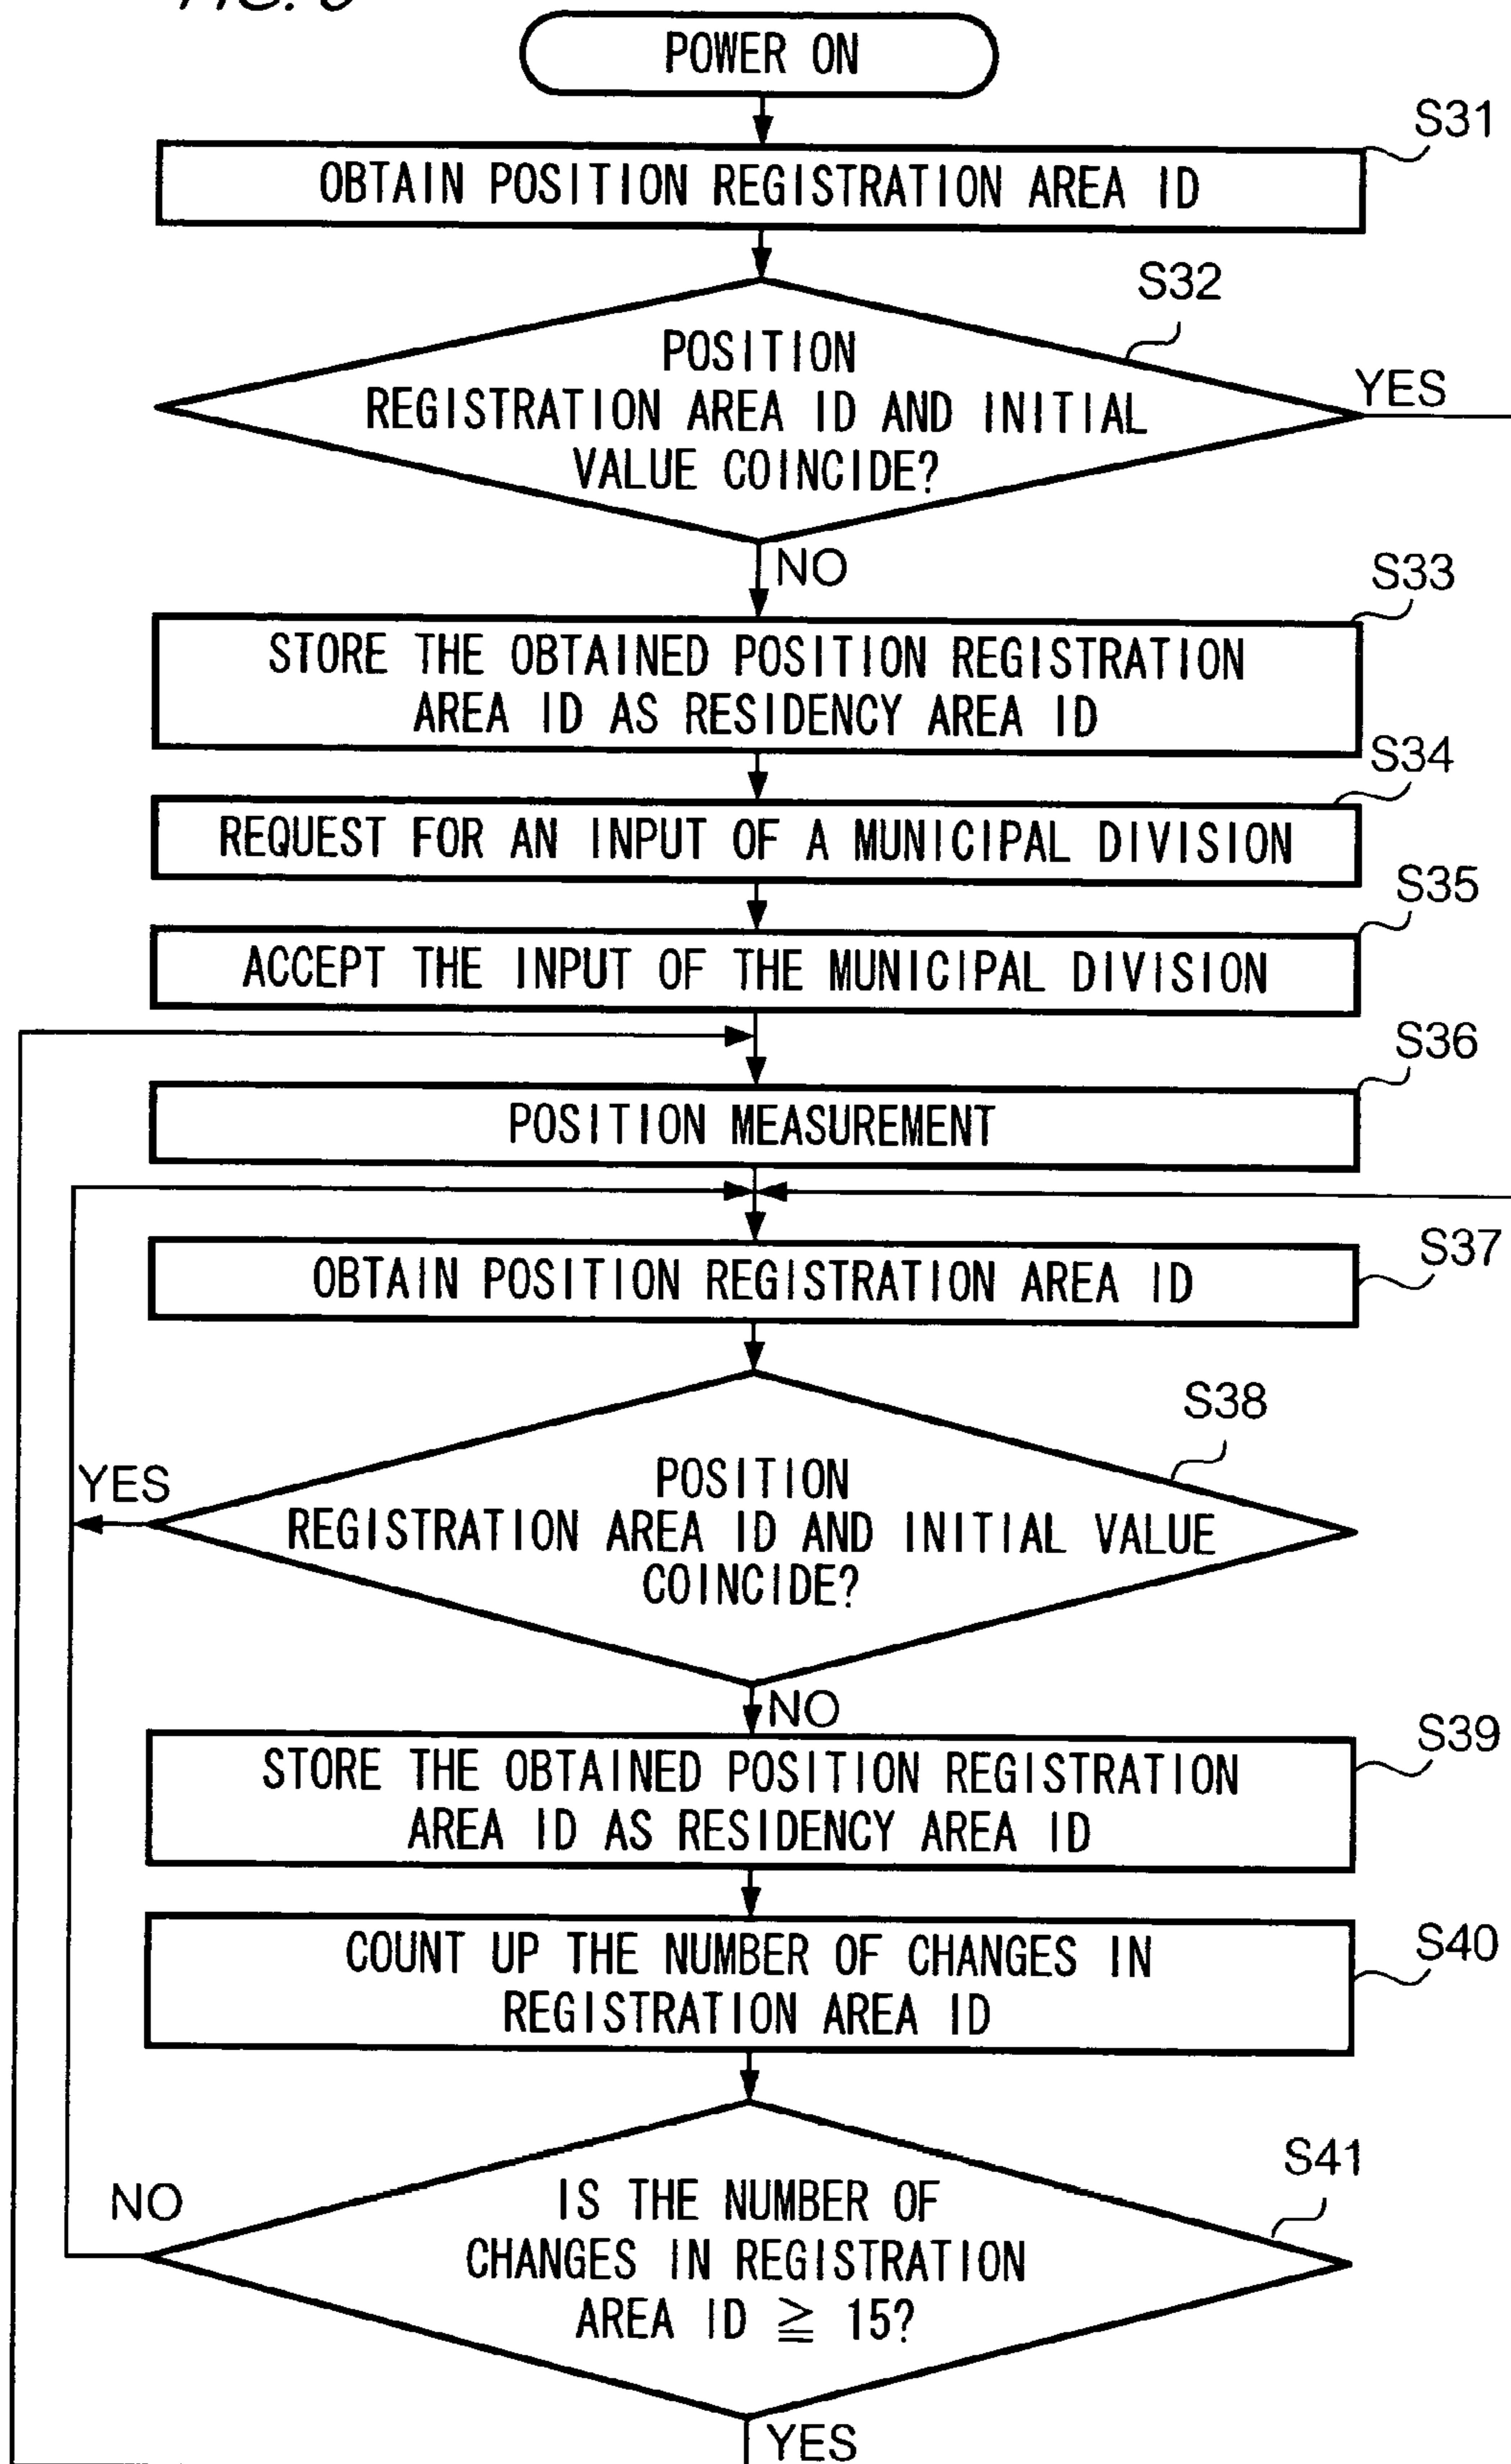 POWER ON
S31
OBTAIN POSITION REGISTRATION AREA ID
S32
POSITION
REGISTRATION AREA ID AND INITIAL
VALUE COINCIDE?
YES
NO
S33
STORE THE OBTAINED POSITION REGISTRATION
AREA ID AS RESIDENCY AREA ID
S34
REQUEST FOR AN INPUT OF A MUNICIPAL DIVISION
S35
ACCEPT THE INPUT OF THE MUNICIPAL DIVISION
S36
POSITION MEASUREMENT
S37
OBTAIN POSITION REGISTRATION AREA ID
S38
POSITION
REGISTRATION AREA ID AND INITIAL VALUE
COINCIDE?
YES
NO
S39
STORE THE OBTAINED POSITION REGISTRATION
AREA ID AS RESIDENCY AREA ID
S40
COUNT UP THE NUMBER OF CHANGES IN
REGISTRATION AREA ID
S41
IS THE NUMBER OF
CHANGES IN REGISTRATION
AREA ID ≧ 15?
NO
YES